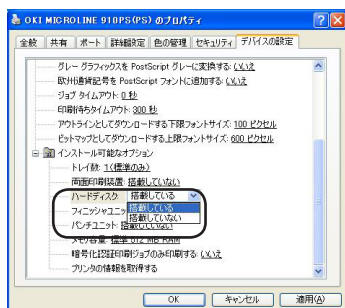 OKI MICROLINE 910PS(PS) のプロパティ
全般 共有 ポート 詳細設定 色の管理 セキュリティ デバイスの設定
グレー グラフィックスを PostScript グレーに変換する: いいえ
欧州通貨記号を PostScript フォントに追加する: いいえ
ジョブ タイムアウト: 0 秒
印刷待ちタイムアウト: 300 秒
アウトラインとしてダウンロードする下限フォントサイズ: 100 ピクセル
ビットマップとしてダウンロードする上限フォントサイズ: 600 ピクセル
インストール可能なオプション
トレイ数: 1(標準のみ)
両面印刷装置: 搭載していない
ハードディスク: 搭載している
搭載している
フィニッシャユニッ 搭載していない
パンチユニット: 搭載していない
メモリ容量: 標準 512 MB RAM
暗号化認証印刷ジョブのみ印刷する: いいえ
プリンタの情報を取得する
OK キャンセル 適用(A)